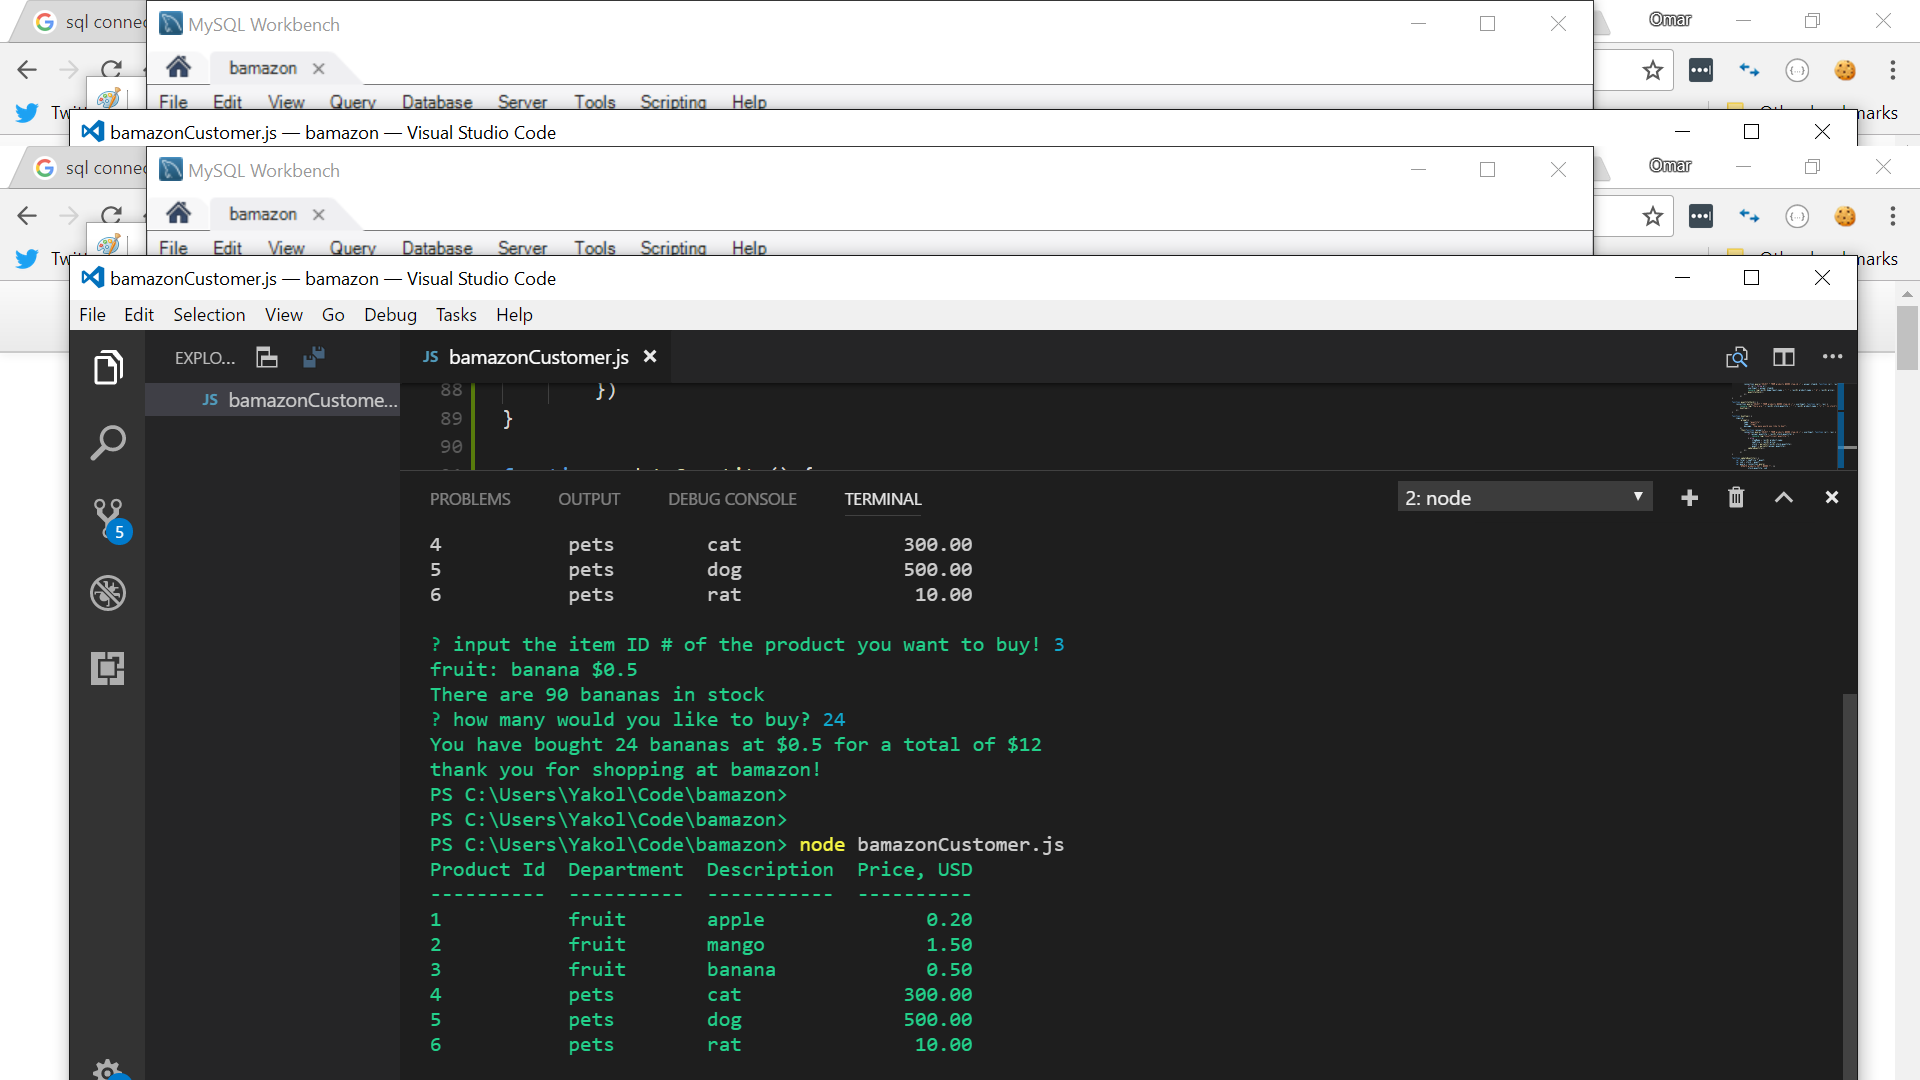 sql connec
MySQL Workbench
Omar
bamazon
File Edit View Query Database Server Tools Scripting Help
bamazonCustomer.js — bamazon — Visual Studio Code
sql connec
MySQL Workbench
Omar
bamazon
File Edit View Query Database Server Tools Scripting Help
bamazonCustomer.js — bamazon — Visual Studio Code
File Edit Selection View Go Debug Tasks Help
EXPLO... JS bamazonCustomer.js
JS bamazonCustome...
88 })
89 }
90
PROBLEMS OUTPUT DEBUG CONSOLE TERMINAL 2: node
5
4 pets cat 300.00
5 pets dog 500.00
6 pets rat 10.00
? input the item ID # of the product you want to buy! 3
fruit: banana $0.5
There are 90 bananas in stock
? how many would you like to buy? 24
You have bought 24 bananas at $0.5 for a total of $12
thank you for shopping at bamazon!
PS C:\Users\Yakol\Code\bamazon>
PS C:\Users\Yakol\Code\bamazon>
PS C:\Users\Yakol\Code\bamazon> node bamazonCustomer.js
Product Id Department Description Price, USD
---------- ---------- ----------- ----------
1 fruit apple 0.20
2 fruit mango 1.50
3 fruit banana 0.50
4 pets cat 300.00
5 pets dog 500.00
6 pets rat 10.00